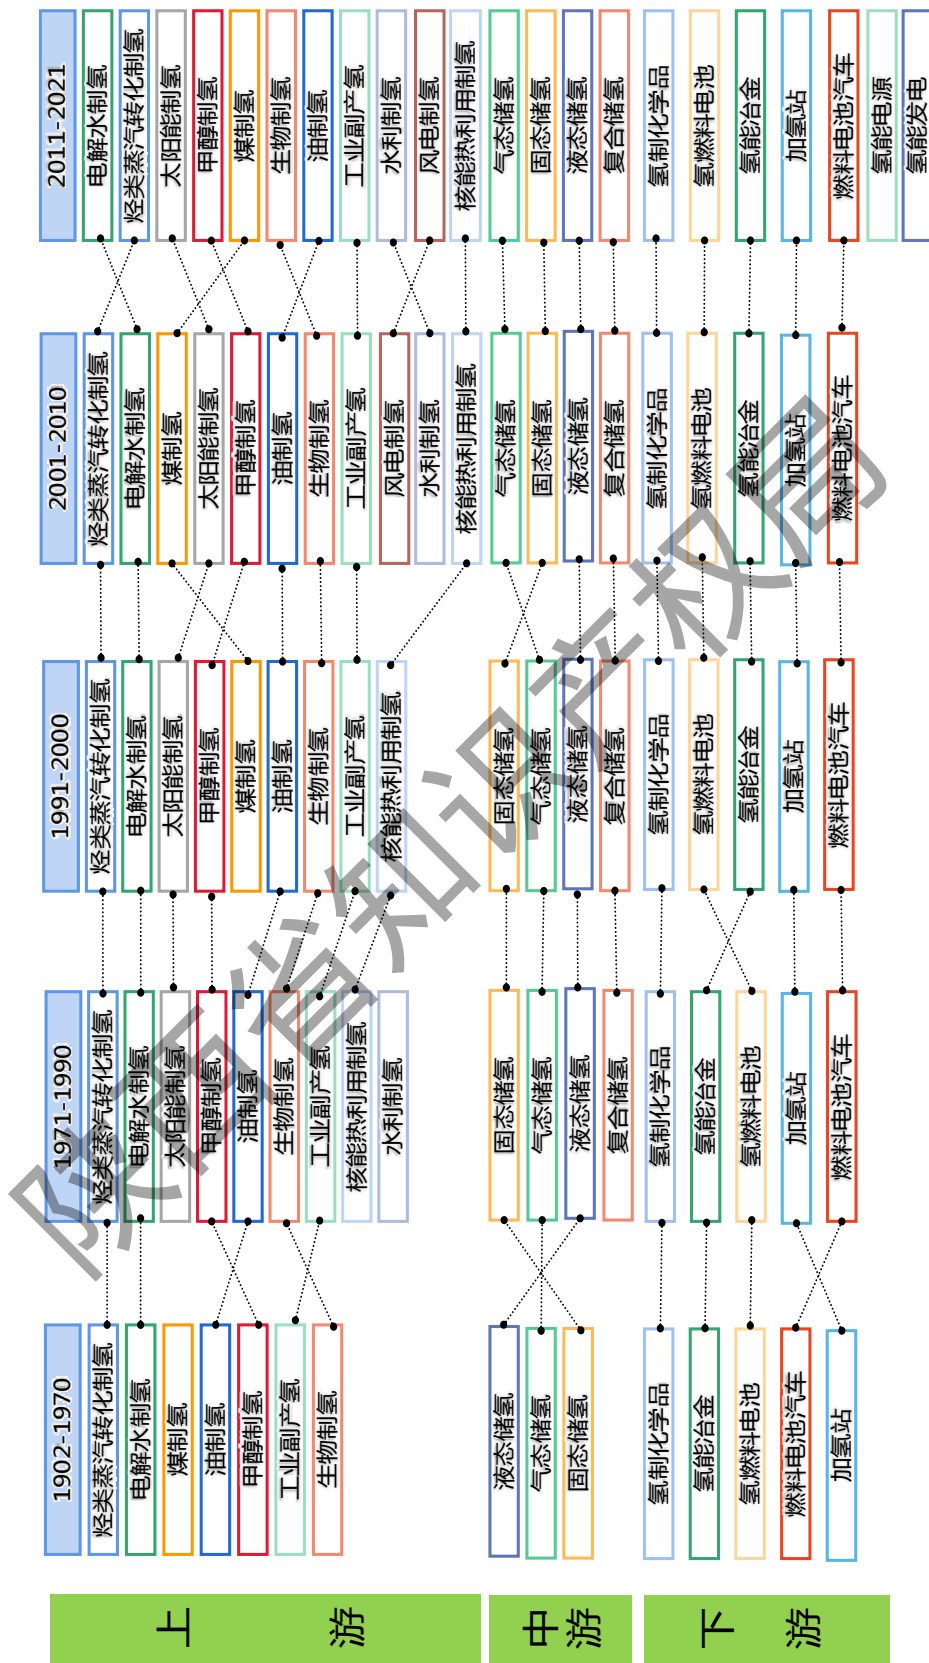 上游
中游
下游
1902-1970
烃类蒸汽转化制氢
电解水制氢
煤制氢
油制氢
甲醇制氢
工业副产氢
生物制氢
液态储氢
气态储氢
固态储氢
氢制化学品
氢能冶金
氢燃料电池
燃料电池汽车
加氢站
1971-1990
烃类蒸汽转化制氢
电解水制氢
太阳能制氢
甲醇制氢
油制氢
生物制氢
工业副产氢
核能热利用制氢
水利制氢
固态储氢
气态储氢
液态储氢
复合储氢
氢制化学品
氢能冶金
氢燃料电池
加氢站
燃料电池汽车
1991-2000
烃类蒸汽转化制氢
电解水制氢
太阳能制氢
甲醇制氢
煤制氢
油制氢
生物制氢
工业副产氢
核能热利用制氢
固态储氢
气态储氢
液态储氢
复合储氢
氢制化学品
氢燃料电池
氢能冶金
加氢站
燃料电池汽车
2001-2010
烃类蒸汽转化制氢
电解水制氢
煤制氢
太阳能制氢
甲醇制氢
油制氢
生物制氢
工业副产氢
风电制氢
水利制氢
核能热利用制氢
气态储氢
固态储氢
液态储氢
复合储氢
氢制化学品
氢燃料电池
氢能冶金
加氢站
燃料电池汽车
2011-2021
电解水制氢
烃类蒸汽转化制氢
太阳能制氢
甲醇制氢
煤制氢
生物制氢
油制氢
工业副产氢
水利制氢
风电制氢
核能热利用制氢
气态储氢
固态储氢
液态储氢
复合储氢
氢制化学品
氢燃料电池
氢能冶金
加氢站
燃料电池汽车
氢能电源
氢能发电
陕西省知识产权局